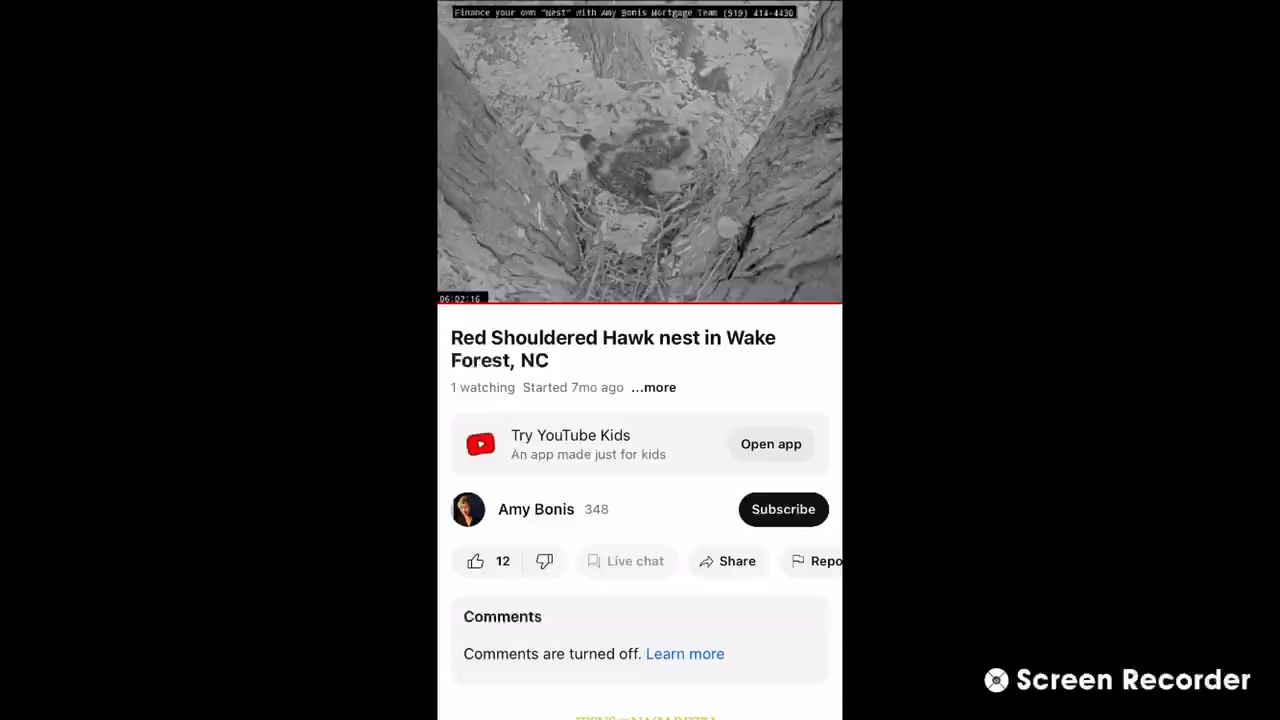 Finance your own "Nest" with Amy Bonis Mortgage Team (919) 414-4430
06:02:16
Red Shouldered Hawk nest in Wake
Forest, NC
1 watching Started 7mo ago ...more
Try YouTube Kids
An app made just for kids
Open app
Amy Bonis 348
Subscribe
12
Live chat
Share
Repo
Comments
Comments are turned off. Learn more
Screen Recorder